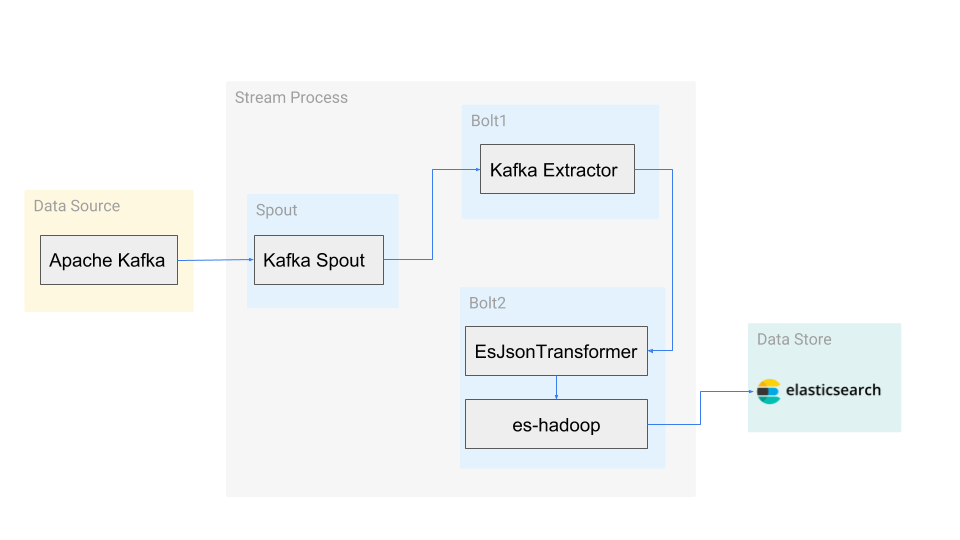 Stream Process
Bolt1
Kafka Extractor
Data Source
Apache Kafka
Spout
Kafka Spout
Bolt2
EsJsonTransformer
es-hadoop
Data Store
elasticsearch